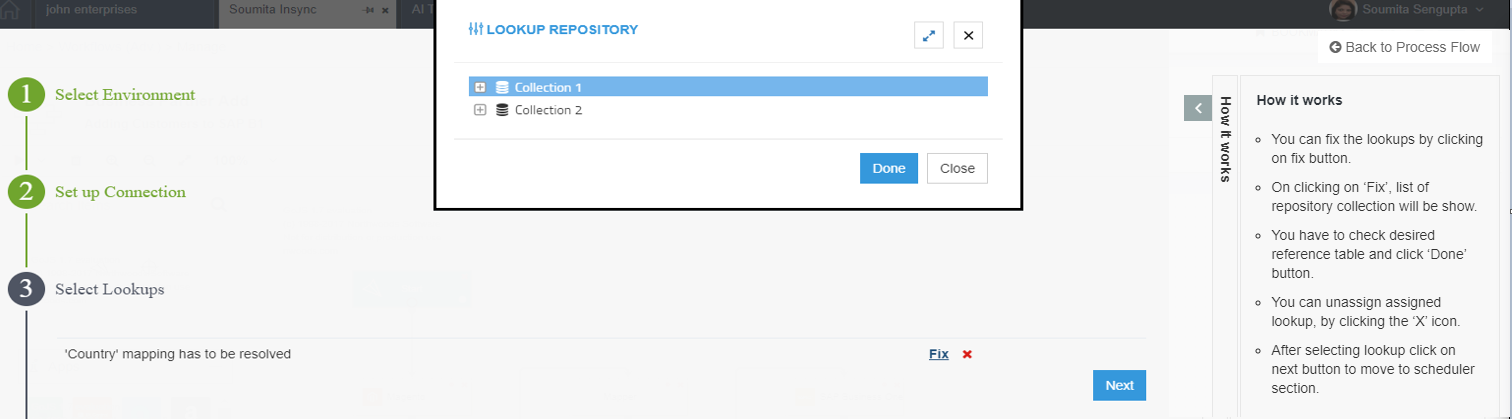 john enterprises
Soumita Insync
AI T
Soumita Sengupta
LOOKUP REPOSITORY
Collection 1
Collection 2
Done
Close
1
Select Environment
2
Set up Connection
3
Select Lookups
'Country' mapping has to be resolved
Fix
Next
Back to Process Flow
How it works
How it works
You can fix the lookups by clicking
on fix button.
On clicking on ‘Fix’, list of
repository collection will be show.
You have to check desired
reference table and click ‘Done’
button.
You can unassign assigned
lookup, by clicking the ‘X’ icon.
After selecting lookup click on
next button to move to scheduler
section.